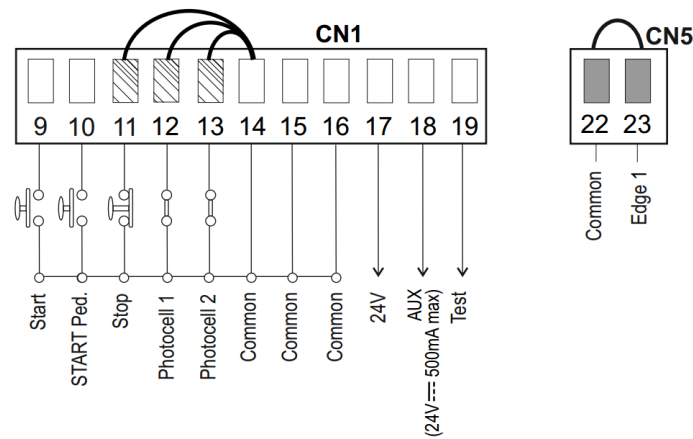 CN1
CN5
9 10 11 12 13 14 15 16 17 18 19
22 23
Start
START Ped.
Stop
Photocell 1
Photocell 2
Common
Common
Common
24V
AUX
(24V⎓ 500mA max)
Test
Common
Edge 1